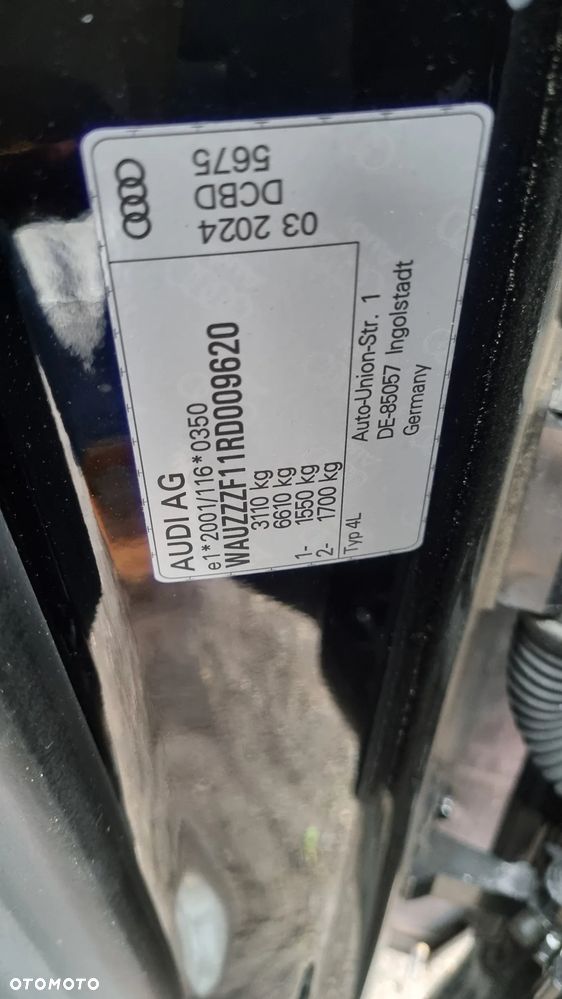 AUDI AG
e1*2001/116*0350
WAUZZZF11RD009620
3110 kg
6610 kg
1- 1550 kg
2- 1700 kg
Typ 4L
Auto-Union-Str. 1
DE-85057 Ingolstadt
Germany
03 2024
DCBD
5675
OTOMOTO